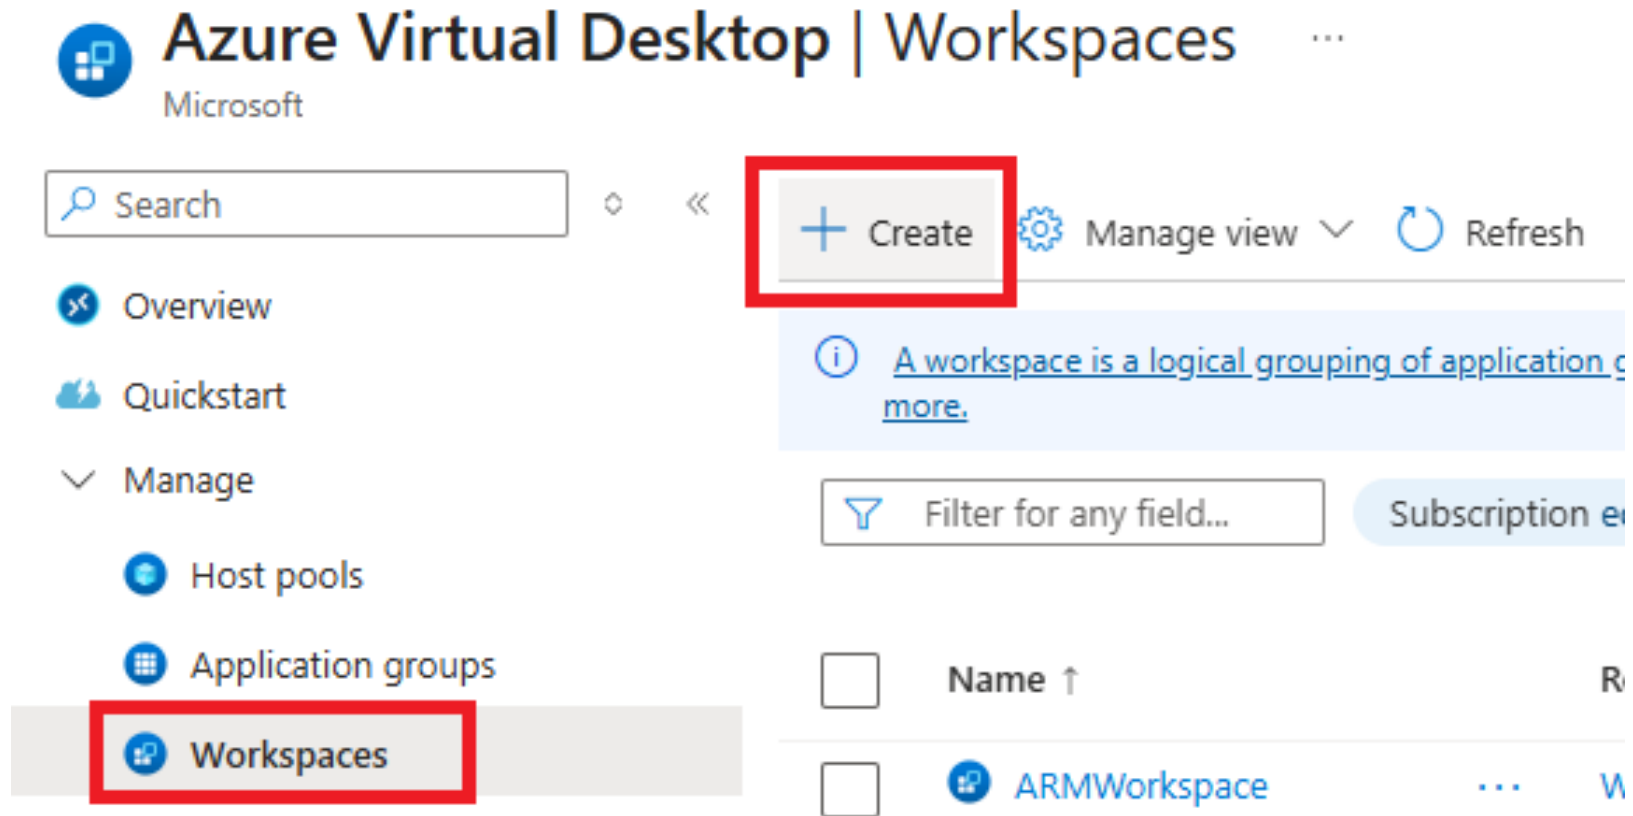 Azure Virtual Desktop | Workspaces ...
Microsoft
Search
Overview
Quickstart
Manage
Host pools
Application groups
Workspaces
Create Manage view Refresh
A workspace is a logical grouping of application
more.
Filter for any field... Subscription
Name ↑
ARMWorkspace ...